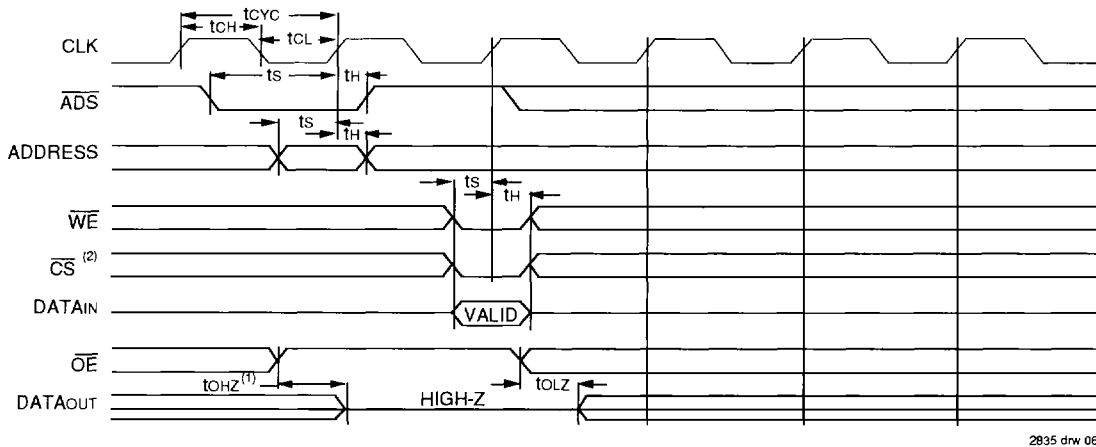 tCYC
tCH
tCL
CLK
tS
tH
ADS
tS
tH
ADDRESS
tS
tH
WE
CS (2)
DATAIN
VALID
OE
tOHZ(1)
tOLZ
DATAOUT
HIGH-Z
2835 drw 06